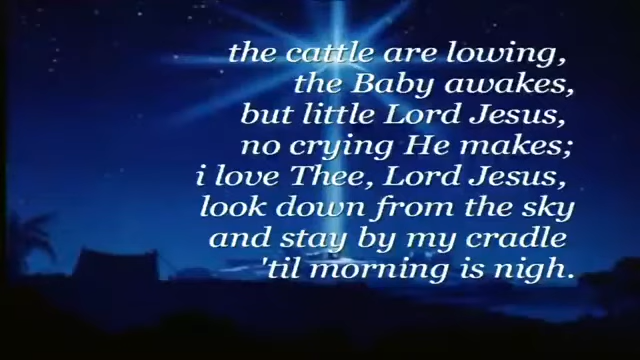 the cattle are lowing,
the Baby awakes,
but little Lord Jesus,
no crying He makes;
i love Thee, Lord Jesus,
look down from the sky
and stay by my cradle
'til morning is nigh.